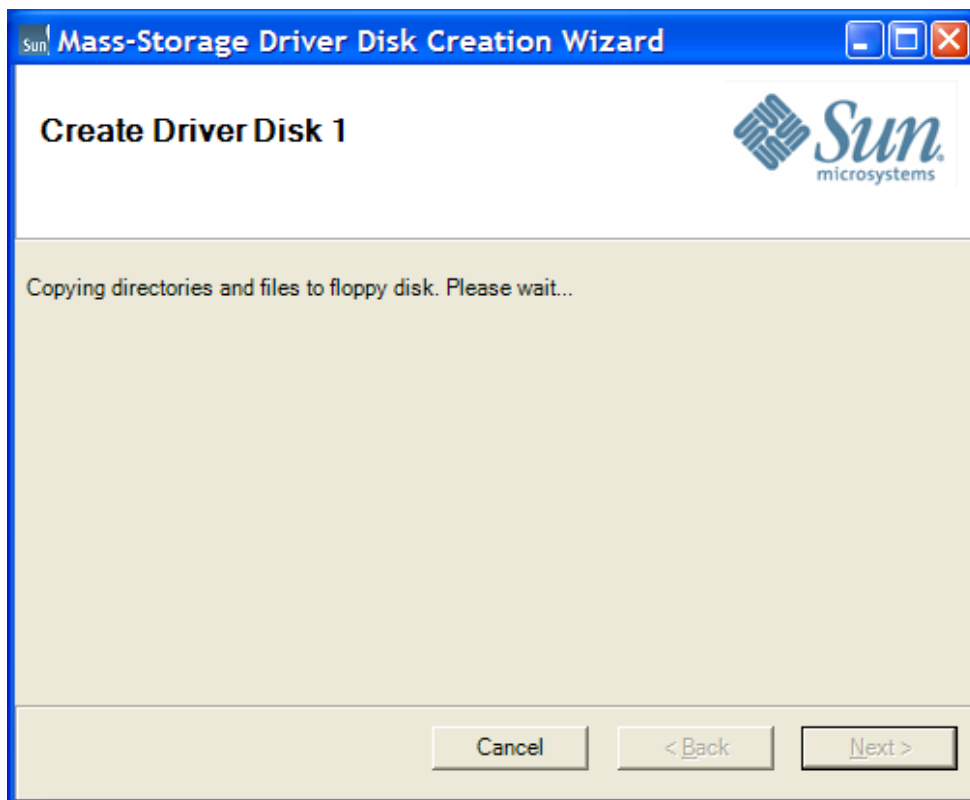 Sun Mass-Storage Driver Disk Creation Wizard
Create Driver Disk 1
Sun
microsystems
Copying directories and files to floppy disk. Please wait...
Cancel < Back Next >